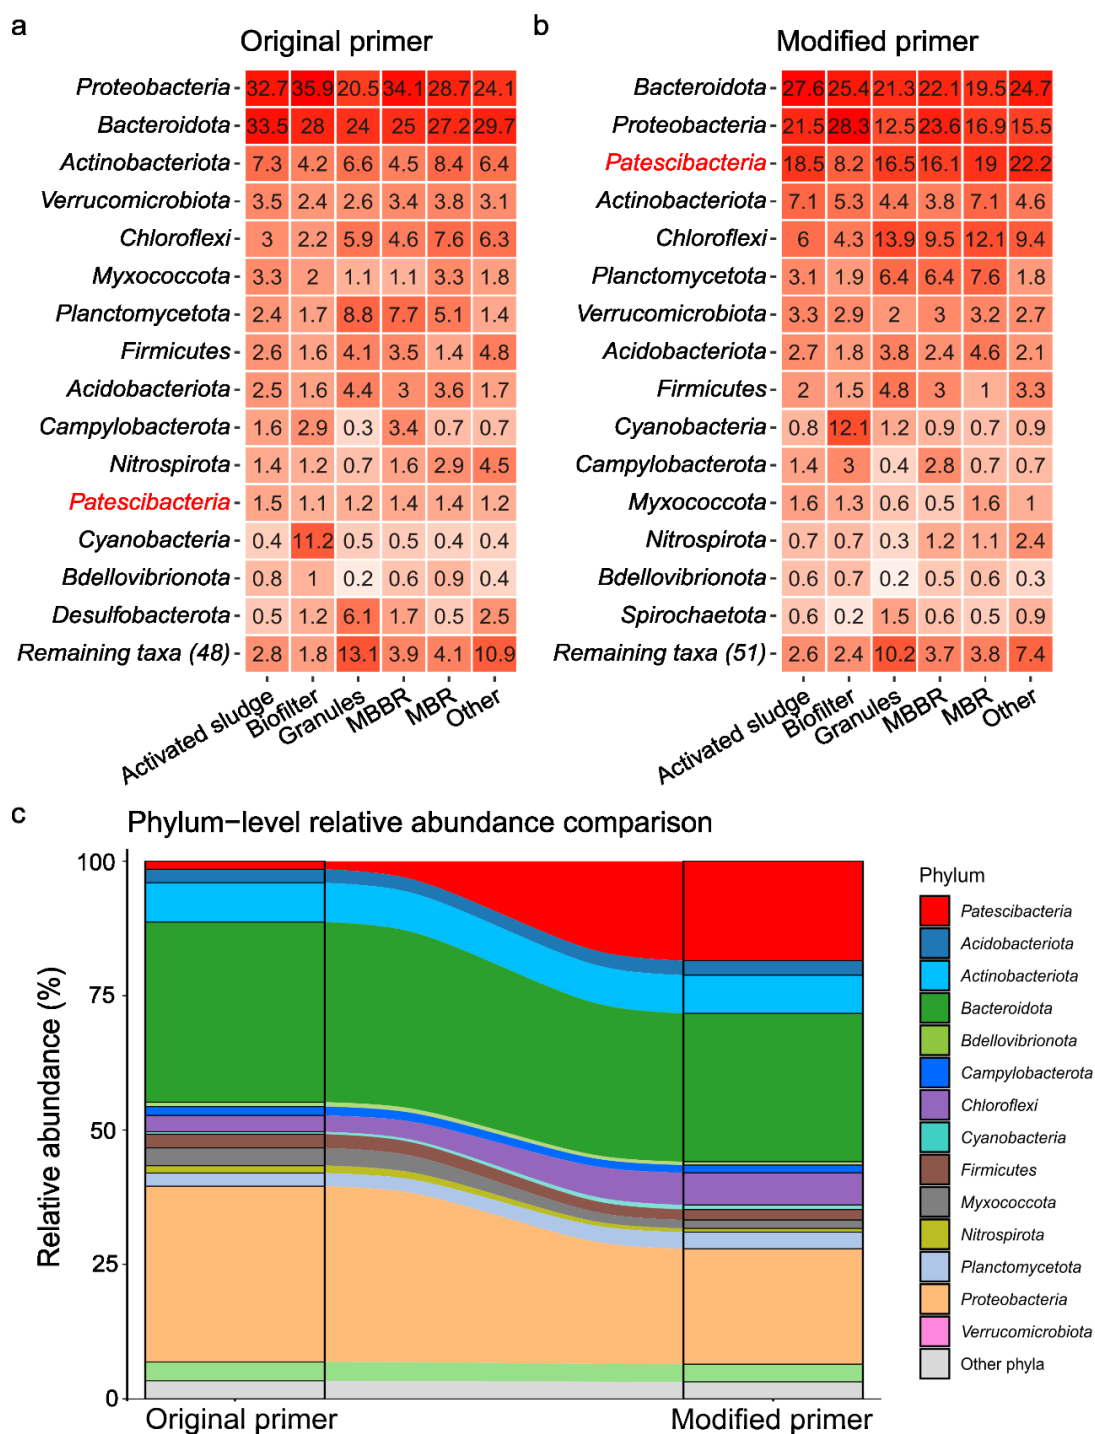 a
Original primer
Proteobacteria 32.7 35.9 20.5 34.1 28.7 24.1
Bacteroidota 33.5 28 24 25 27.2 29.7
Actinobacteriota 7.3 4.2 6.6 4.5 8.4 6.4
Verrucomicrobiota 3.5 2.4 2.6 3.4 3.8 3.1
Chloroflexi 3 2.2 5.9 4.6 7.6 6.3
Myxococcota 3.3 2 1.1 1.1 3.3 1.8
Planctomycetota 2.4 1.7 8.8 7.7 5.1 1.4
Firmicutes 2.6 1.6 4.1 3.5 1.4 4.8
Acidobacteriota 2.5 1.6 4.4 3 3.6 1.7
Campylobacterota 1.6 2.9 0.3 3.4 0.7 0.7
Nitrospirota 1.4 1.2 0.7 1.6 2.9 4.5
Patescibacteria 1.5 1.1 1.2 1.4 1.4 1.2
Cyanobacteria 0.4 11.2 0.5 0.5 0.4 0.4
Bdellovibrionota 0.8 1 0.2 0.6 0.9 0.4
Desulfobacterota 0.5 1.2 6.1 1.7 0.5 2.5
Remaining taxa (48) 2.8 1.8 13.1 3.9 4.1 10.9
Activated sludge Biofilter Granules MBBR MBR Other
b
Modified primer
Bacteroidota 27.6 25.4 21.3 22.1 19.5 24.7
Proteobacteria 21.5 28.3 12.5 23.6 16.9 15.5
Patescibacteria 18.5 8.2 16.5 16.1 19 22.2
Actinobacteriota 7.1 5.3 4.4 3.8 7.1 4.6
Chloroflexi 6 4.3 13.9 9.5 12.1 9.4
Planctomycetota 3.1 1.9 6.4 6.4 7.6 1.8
Verrucomicrobiota 3.3 2.9 2 3 3.2 2.7
Acidobacteriota 2.7 1.8 3.8 2.4 4.6 2.1
Firmicutes 2 1.5 4.8 3 1 3.3
Cyanobacteria 0.8 12.1 1.2 0.9 0.7 0.9
Campylobacterota 1.4 3 0.4 2.8 0.7 0.7
Myxococcota 1.6 1.3 0.6 0.5 1.6 1
Nitrospirota 0.7 0.7 0.3 1.2 1.1 2.4
Bdellovibrionota 0.6 0.7 0.2 0.5 0.6 0.3
Spirochaetota 0.6 0.2 1.5 0.6 0.5 0.9
Remaining taxa (51) 2.6 2.4 10.2 3.7 3.8 7.4
Activated sludge Biofilter Granules MBBR MBR Other
c
Phylum−level relative abundance comparison
Relative abundance (%)
100
75
50
25
0
Original primer Modified primer
Phylum
Patescibacteria
Acidobacteriota
Actinobacteriota
Bacteroidota
Bdellovibrionota
Campylobacterota
Chloroflexi
Cyanobacteria
Firmicutes
Myxococcota
Nitrospirota
Planctomycetota
Proteobacteria
Verrucomicrobiota
Other phyla